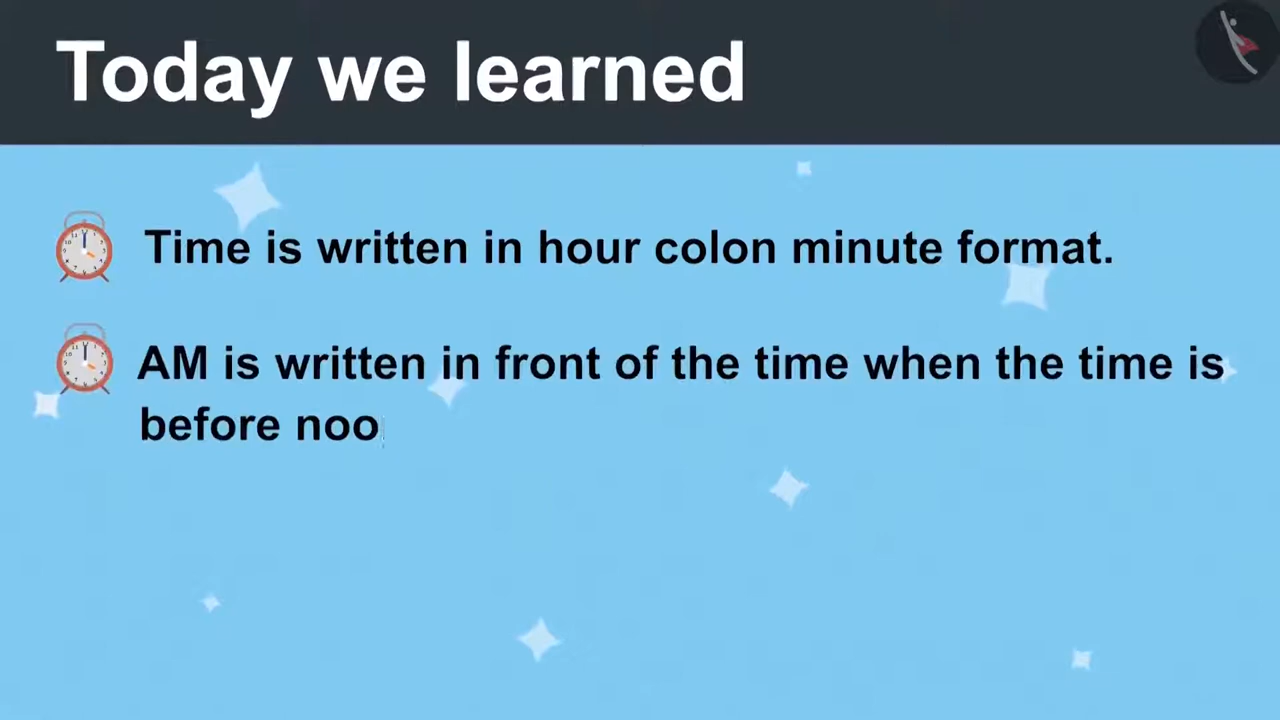 Today we learned
Time is written in hour colon minute format.
AM is written in front of the time when the time is
before noo